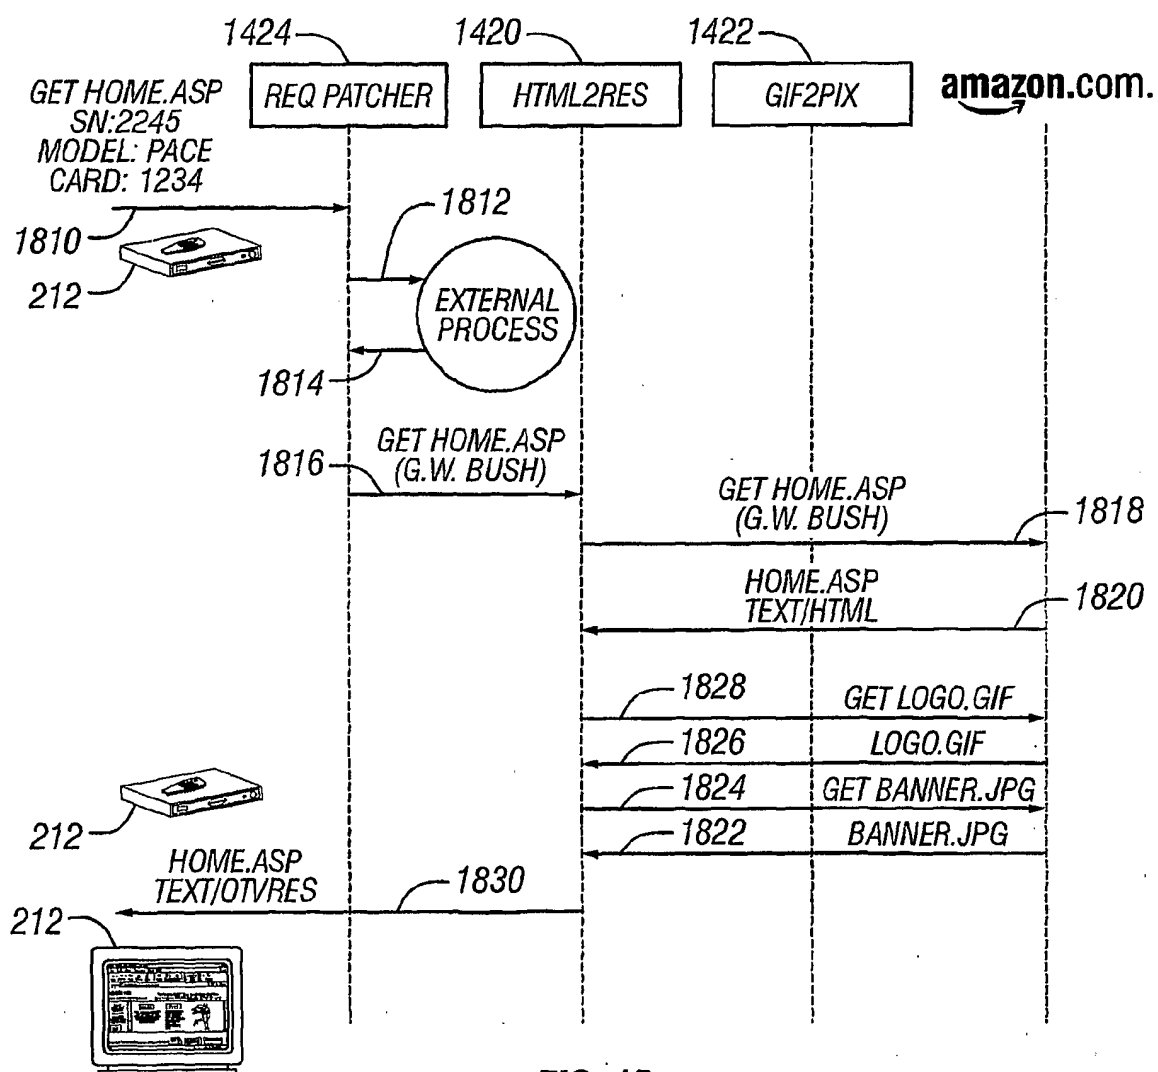 1424
1420
1422
REQ PATCHER
HTML2RES
GIF2PIX
amazon.com.
GET HOME.ASP
SN:2245
MODEL: PACE
CARD: 1234
1810
212
1812
EXTERNAL
PROCESS
1814
GET HOME.ASP
(G.W. BUSH)
1816
GET HOME.ASP
(G.W. BUSH)
1818
HOME.ASP
TEXT/HTML
1820
1828
GET LOGO.GIF
1826
LOGO.GIF
1824
GET BANNER.JPG
1822
BANNER.JPG
212
HOME.ASP
TEXT/OTVRES
1830
212